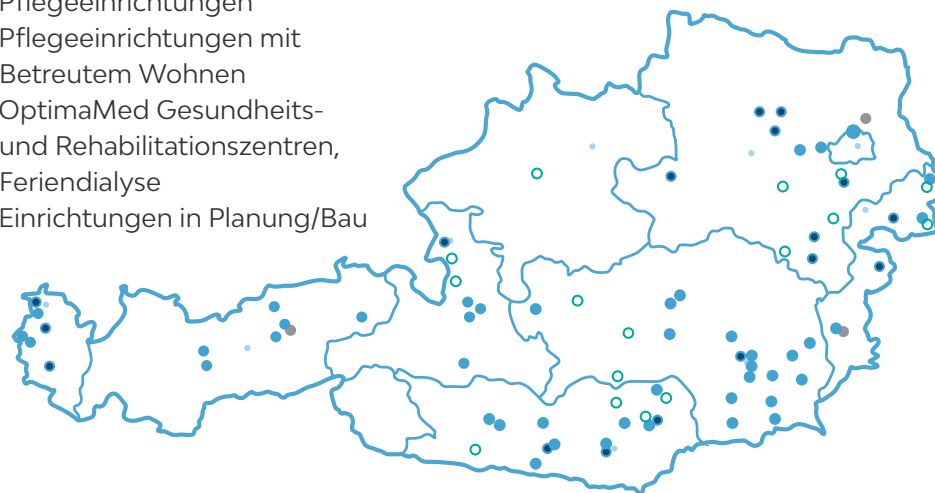 Pflegeeinrichtungen
Pflegeeinrichtungen mit
Betreutem Wohnen
OptimaMed Gesundheits-
und Rehabilitationszentren,
Feriendialyse
Einrichtungen in Planung/Bau